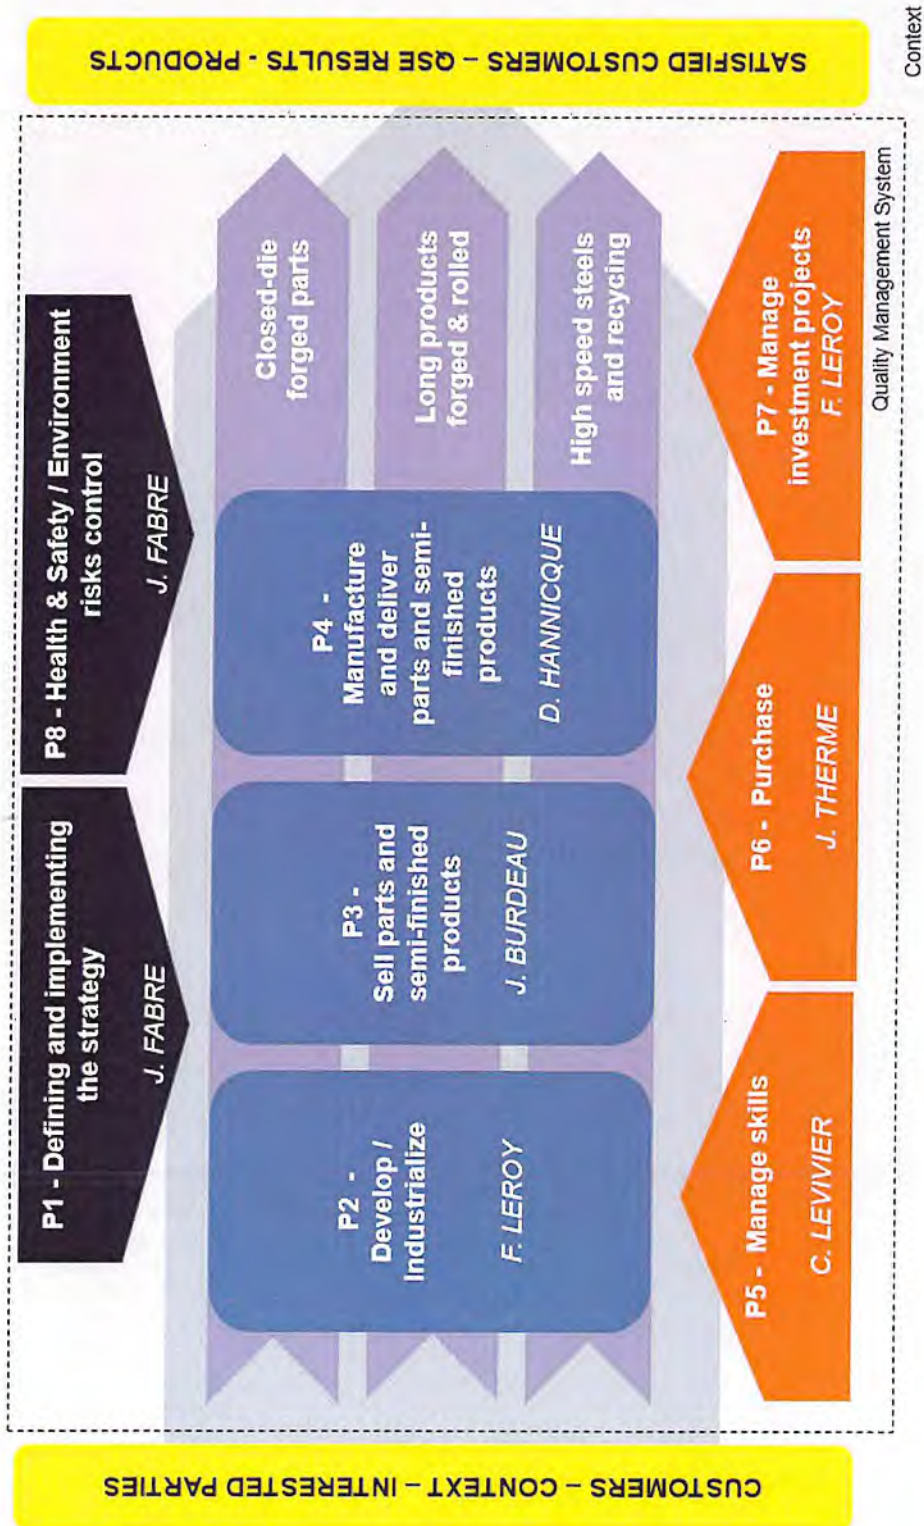 CUSTOMERS – CONTEXT – INTERESTED PARTIES
P1 - Defining and implementing
the strategy
J. FABRE
P8 - Health & Safety / Environment
risks control
J. FABRE
P2 -
Develop /
Industrialize
F. LEROY
P3 -
Sell parts and
semi-finished
products
J. BURDEAU
P4 -
Manufacture
and deliver
parts and semi-
finished
products
D. HANNICQUE
Closed-die
forged parts
Long products
forged & rolled
High speed steels
and recycing
P5 - Manage skills
C. LEVIVIER
P6 - Purchase
J. THERME
P7 - Manage
investment projects
F. LEROY
Quality Management System
SATISFIED CUSTOMERS – QSE RESULTS - PRODUCTS
Context